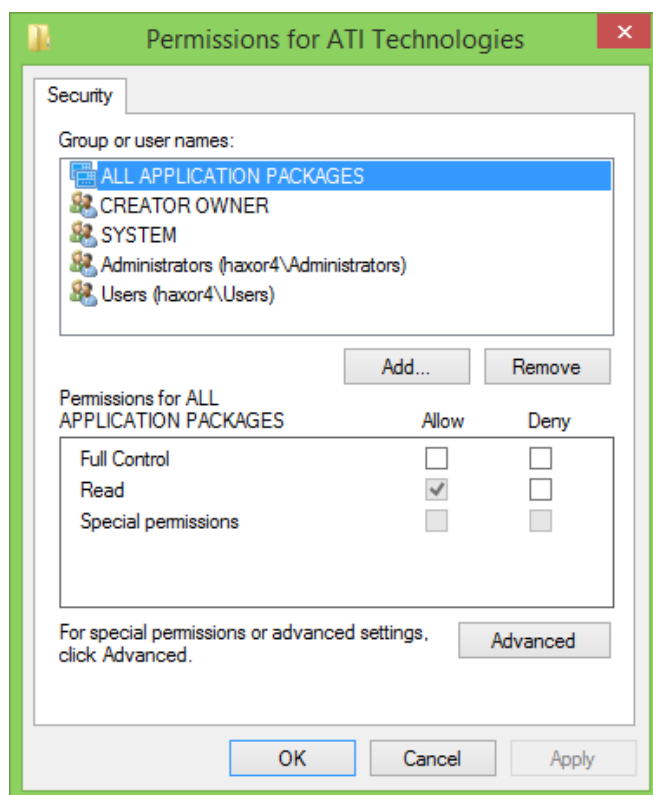 Permissions for ATI Technologies
Security
Group or user names:
ALL APPLICATION PACKAGES
CREATOR OWNER
SYSTEM
Administrators (haxor4\Administrators)
Users (haxor4\Users)
Add... Remove
Permissions for ALL
APPLICATION PACKAGES Allow Deny
Full Control
Read
Special permissions
For special permissions or advanced settings,
click Advanced.
Advanced
OK Cancel Apply